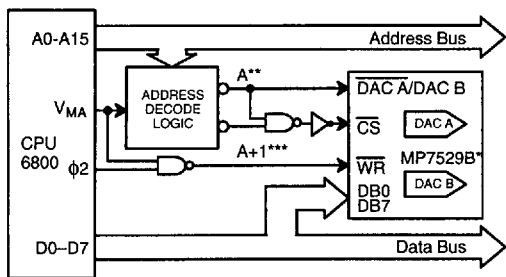 A0-A15
Address Bus
A**
ADDRESS
DECODE
LOGIC
DAC A/DAC B
VMA
CS
DAC A
CPU
6800
A+1***
MP7529B*
ϕ2
WR
DB0
DB7
DAC B
D0–D7
Data Bus